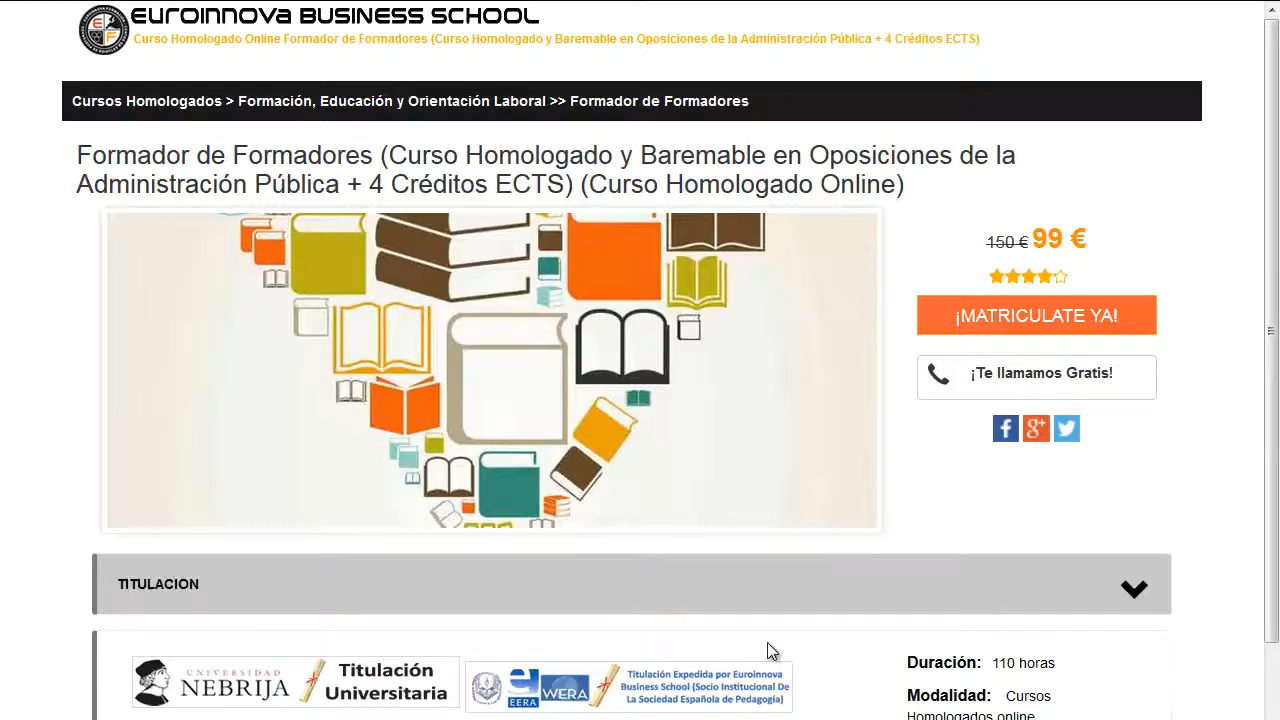 EUROINNOVA BUSINESS SCHOOL
Curso Homologado Online Formador de Formadores (Curso Homologado y Baremable en Oposiciones de la Administración Pública + 4 Créditos ECTS)
Cursos Homologados > Formación, Educación y Orientación Laboral >> Formador de Formadores
Formador de Formadores (Curso Homologado y Baremable en Oposiciones de la
Administración Pública + 4 Créditos ECTS) (Curso Homologado Online)
150 € 99 €
¡MATRICULATE YA!
¡Te llamamos Gratis!
TITULACION
UNIVERSIDAD
NEBRIJA
Titulación
Universitaria
EERA
WERA
Titulación Expedida por Euroinnova
Business School (Socio Institucional De
La Sociedad Española de Pedagogía)
Duración: 110 horas
Modalidad: Cursos
Homologados online